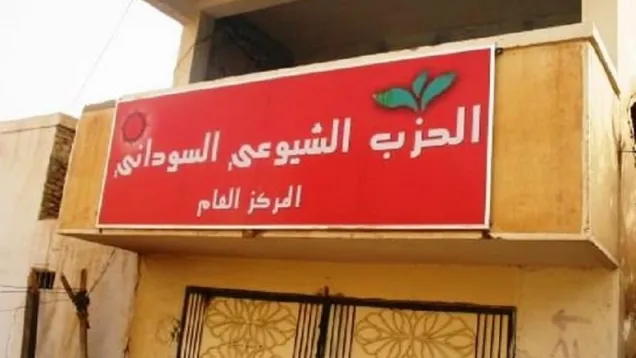 الحزب الشيوعي السوداني
المركز العام